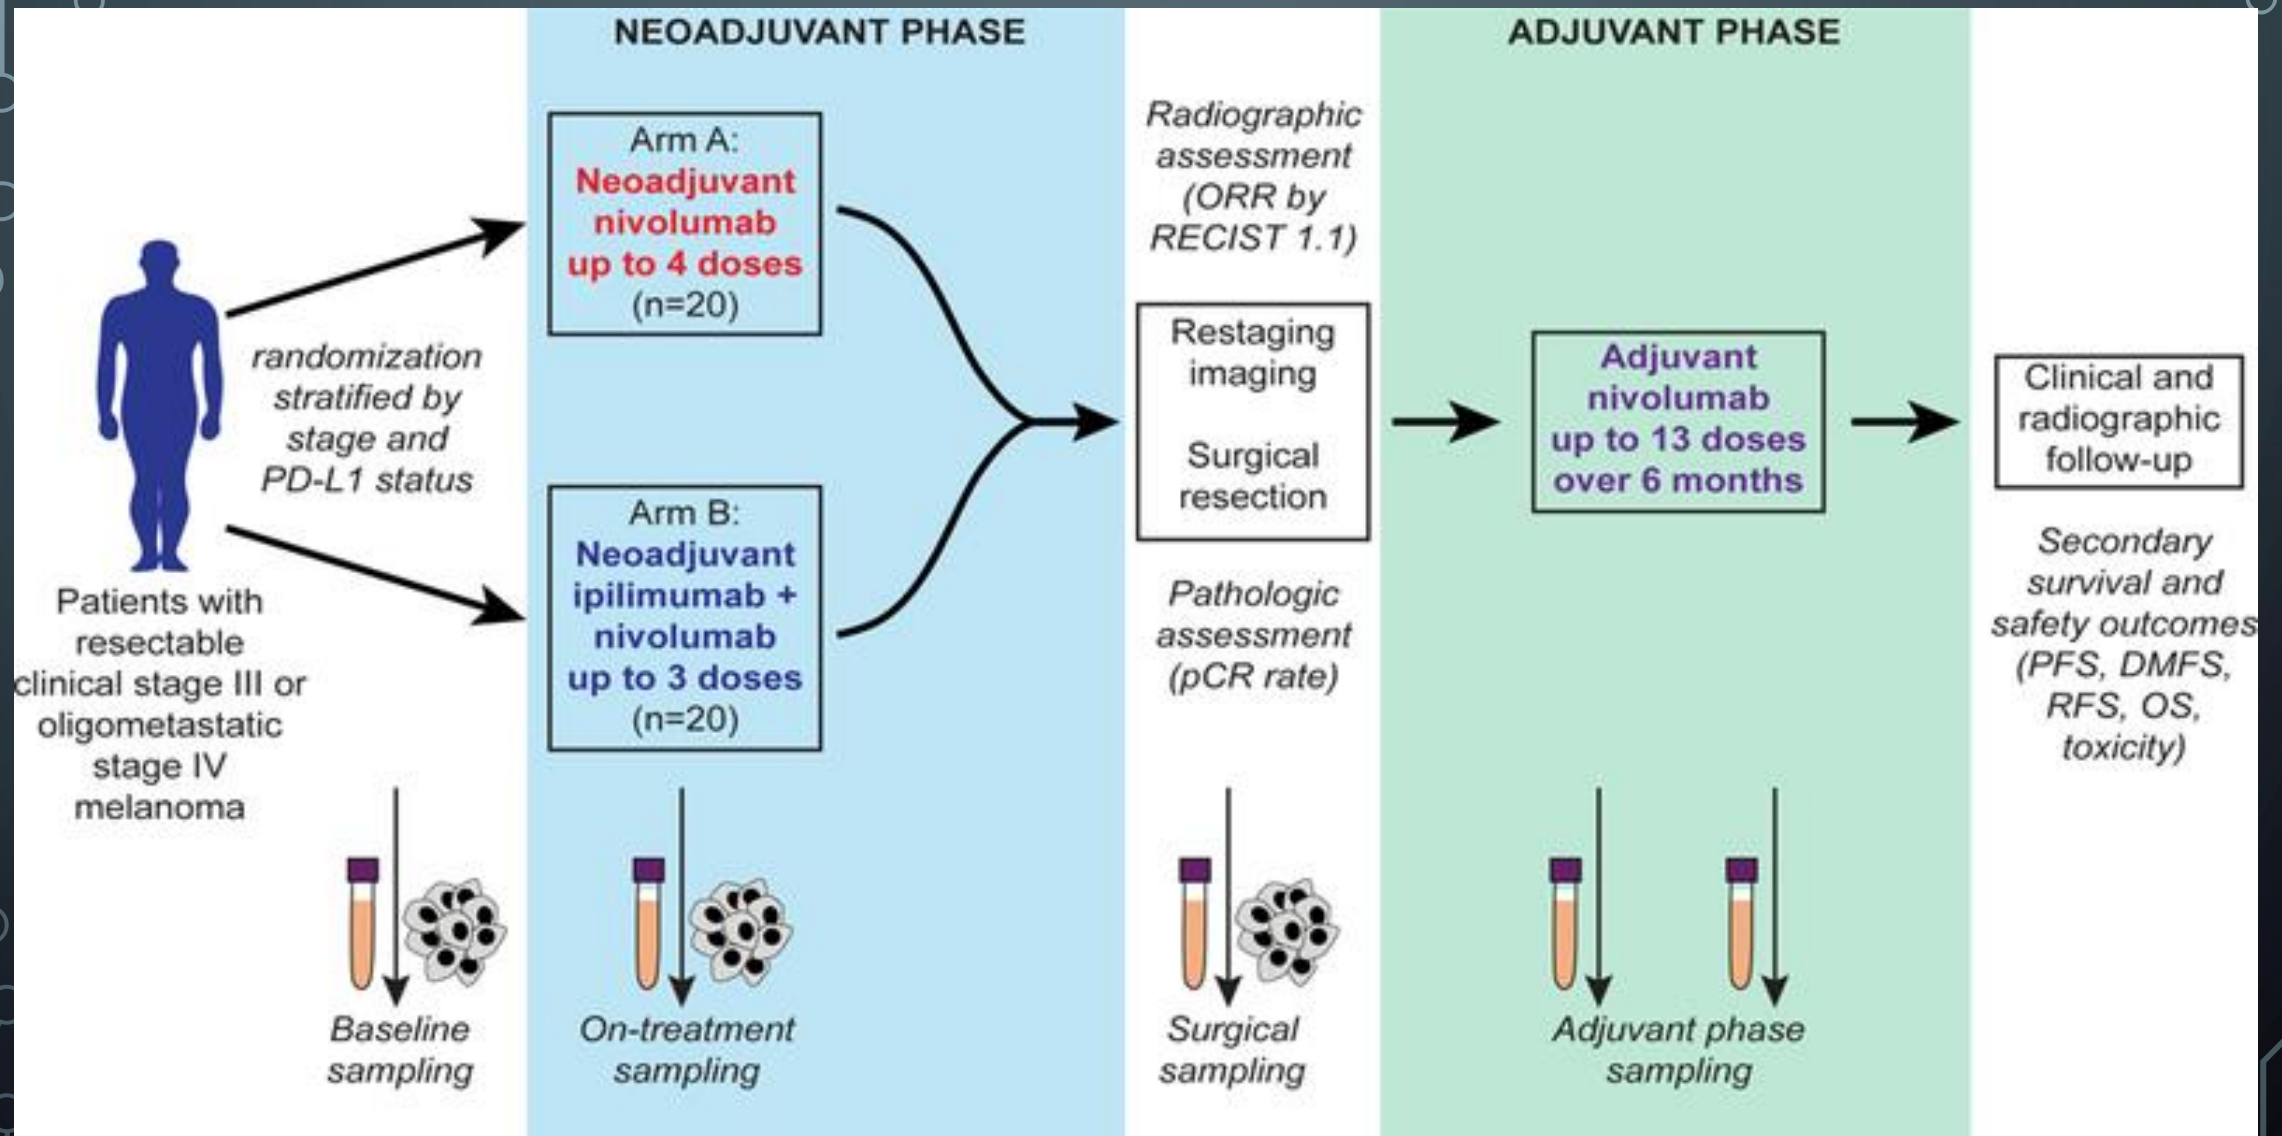 NEOADJUVANT PHASE
ADJUVANT PHASE
Patients with
resectable
clinical stage III or
oligometastatic
stage IV
melanoma
randomization
stratified by
stage and
PD-L1 status
Arm A:
Neoadjuvant
nivolumab
up to 4 doses
(n=20)
Arm B:
Neoadjuvant
ipilimumab +
nivolumab
up to 3 doses
(n=20)
Radiographic
assessment
(ORR by
RECIST 1.1)
Restaging
imaging
Surgical
resection
Pathologic
assessment
(pCR rate)
Adjuvant
nivolumab
up to 13 doses
over 6 months
Clinical and
radiographic
follow-up
Secondary
survival and
safety outcomes
(PFS, DMFS,
RFS, OS,
toxicity)
Baseline
sampling
On-treatment
sampling
Surgical
sampling
Adjuvant phase
sampling